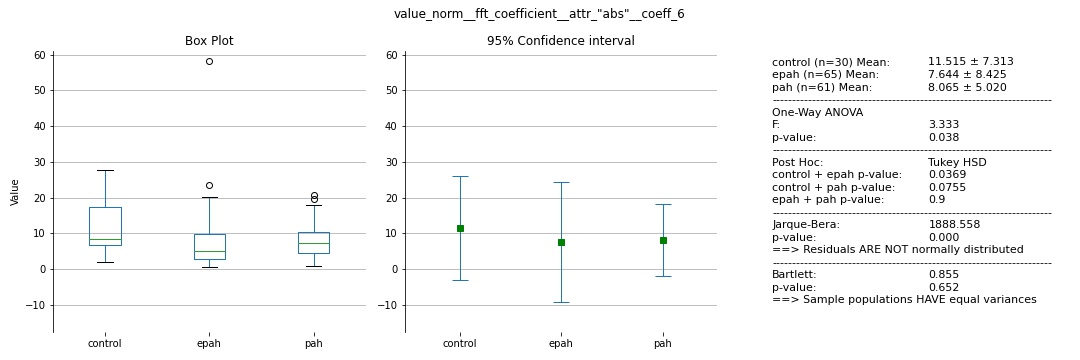 value_norm__fft_coefficient__attr_"abs"__coeff_6
Box Plot
Value
60
50
40
30
20
10
0
−10
control epah pah
95% Confidence interval
60
50
40
30
20
10
0
−10
control epah pah
control (n=30) Mean: 11.515 ± 7.313
epah (n=65) Mean: 7.644 ± 8.425
pah (n=61) Mean: 8.065 ± 5.020
One-Way ANOVA
F: 3.333
p-value: 0.038
Post Hoc: Tukey HSD
control + epah p-value: 0.0369
control + pah p-value: 0.0755
epah + pah p-value: 0.9
Jarque-Bera: 1888.558
p-value: 0.000
==> Residuals ARE NOT normally distributed
Bartlett: 0.855
p-value: 0.652
==> Sample populations HAVE equal variances